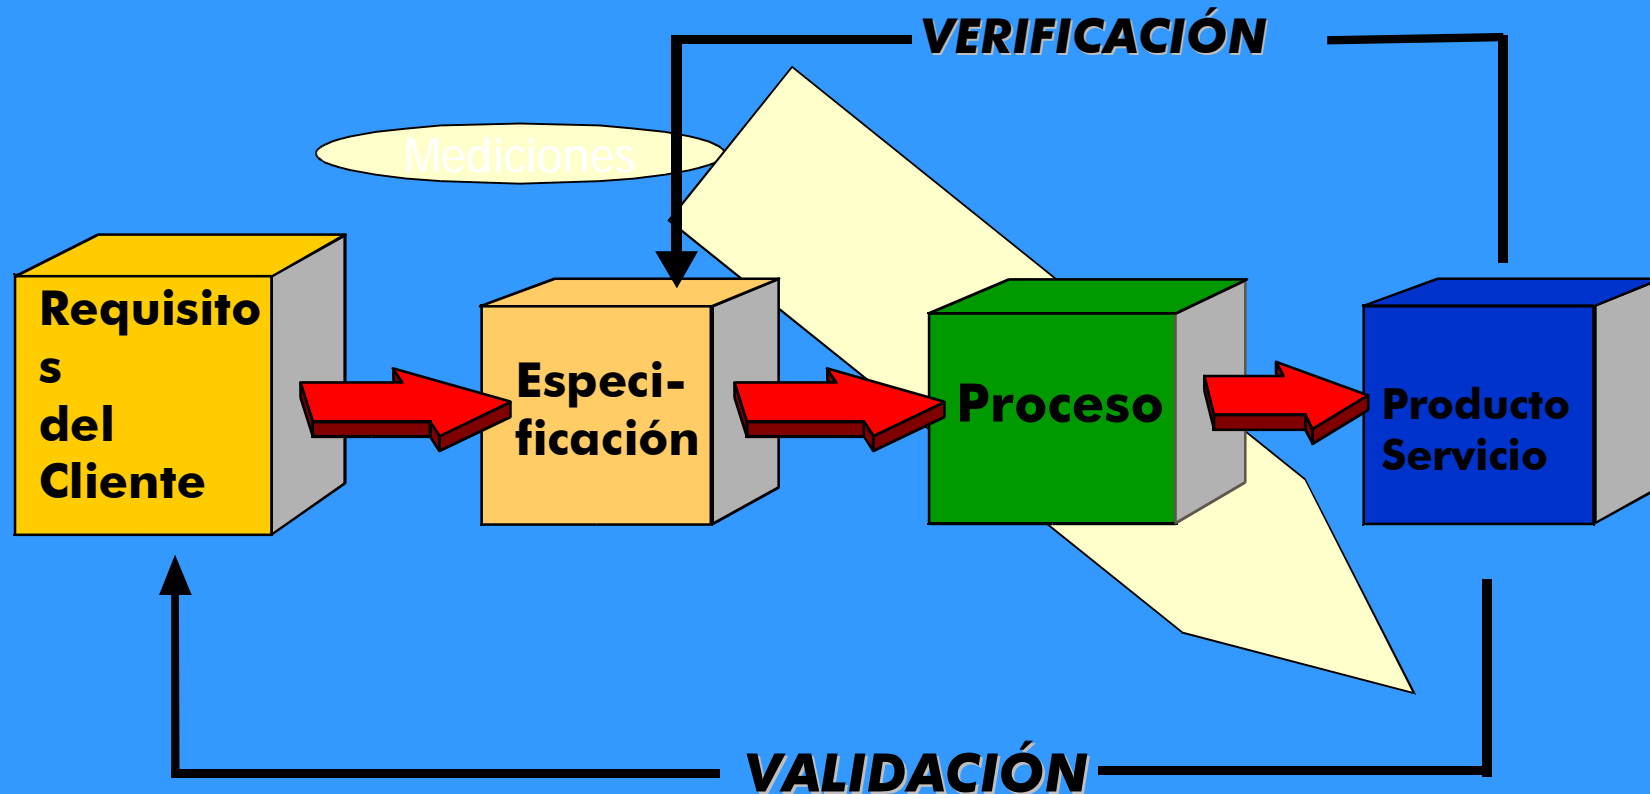 VERIFICACIÓN
Mediciones
Requisito
s
del
Cliente
Especi-
ficación
Proceso
Producto
Servicio
VALIDACIÓN